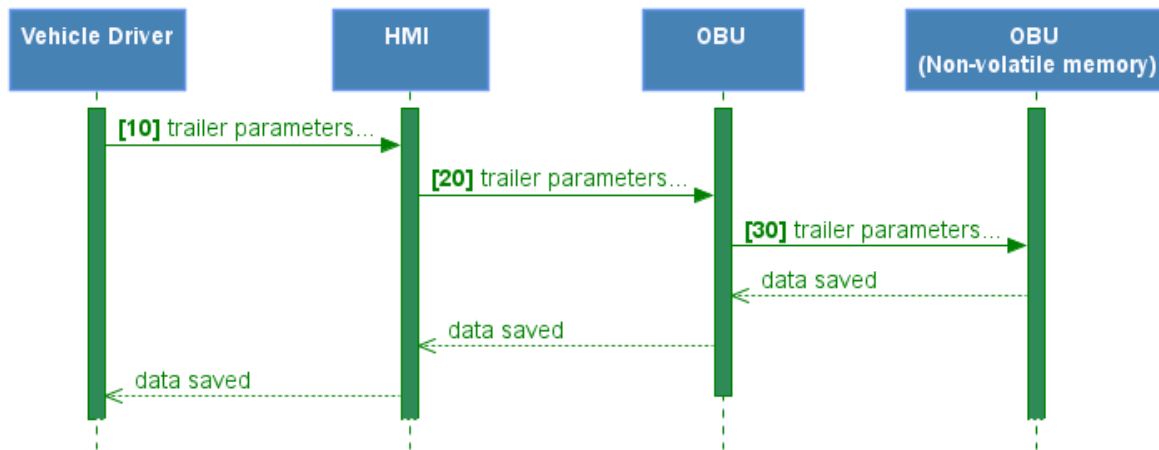 Vehicle Driver
HMI
OBU
OBU
(Non-volatile memory)
[10] trailer parameters...
[20] trailer parameters...
[30] trailer parameters...
data saved
data saved
data saved